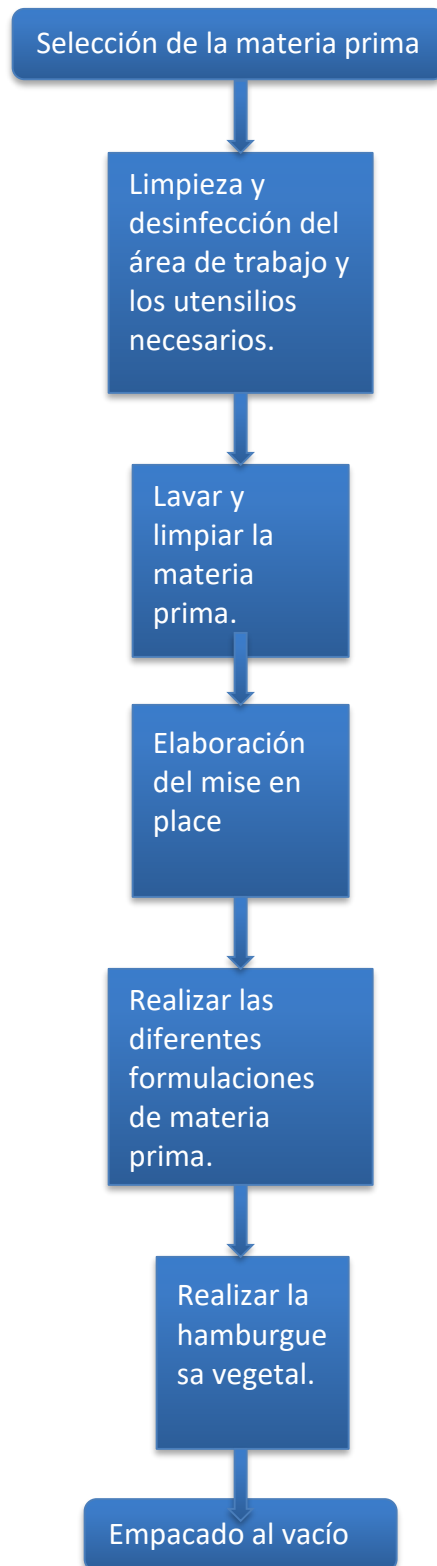 Selección de la materia prima
Limpieza y
desinfección del
área de trabajo y
los utensilios
necesarios.
Lavar y
limpiar la
materia
prima.
Elaboración
del mise en
place
Realizar las
diferentes
formulaciones
de materia
prima.
Realizar la
hamburgue
sa vegetal.
Empacado al vacío